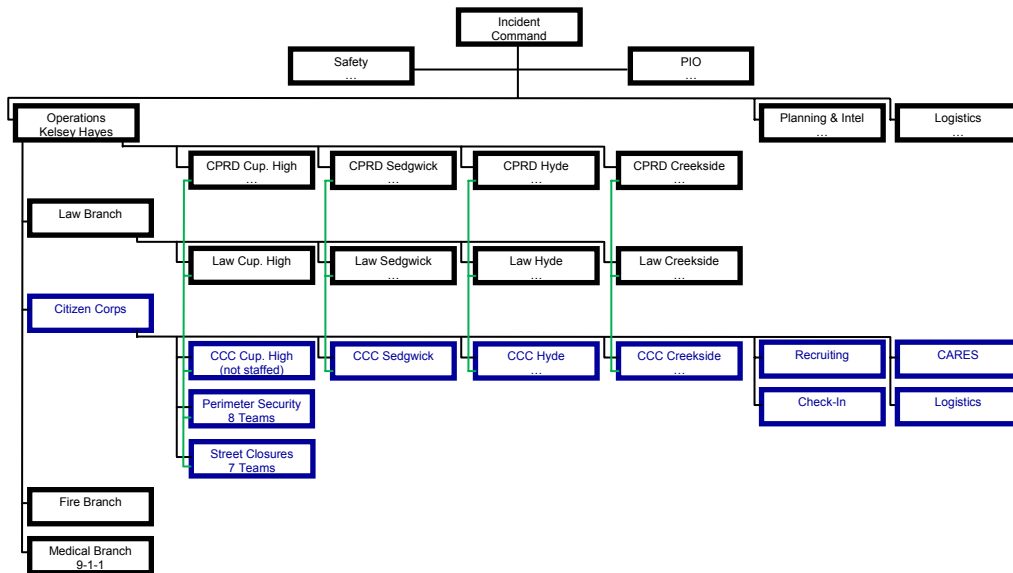 Incident
Command
Safety
...
PIO
...
Operations
Kelsey Hayes
Planning & Intel
...
Logistics
...
CPRD Cup. High
...
CPRD Sedgwick
...
CPRD Hyde
...
CPRD Creekside
...
Law Branch
Law Cup. High
Law Sedgwick
...
Law Hyde
...
Law Creekside
...
Citizen Corps
CCC Cup. High
(not staffed)
CCC Sedgwick
CCC Hyde
...
CCC Creekside
...
Recruiting
CARES
Perimeter Security
8 Teams
Check-In
Logistics
Street Closures
7 Teams
Fire Branch
Medical Branch
9-1-1